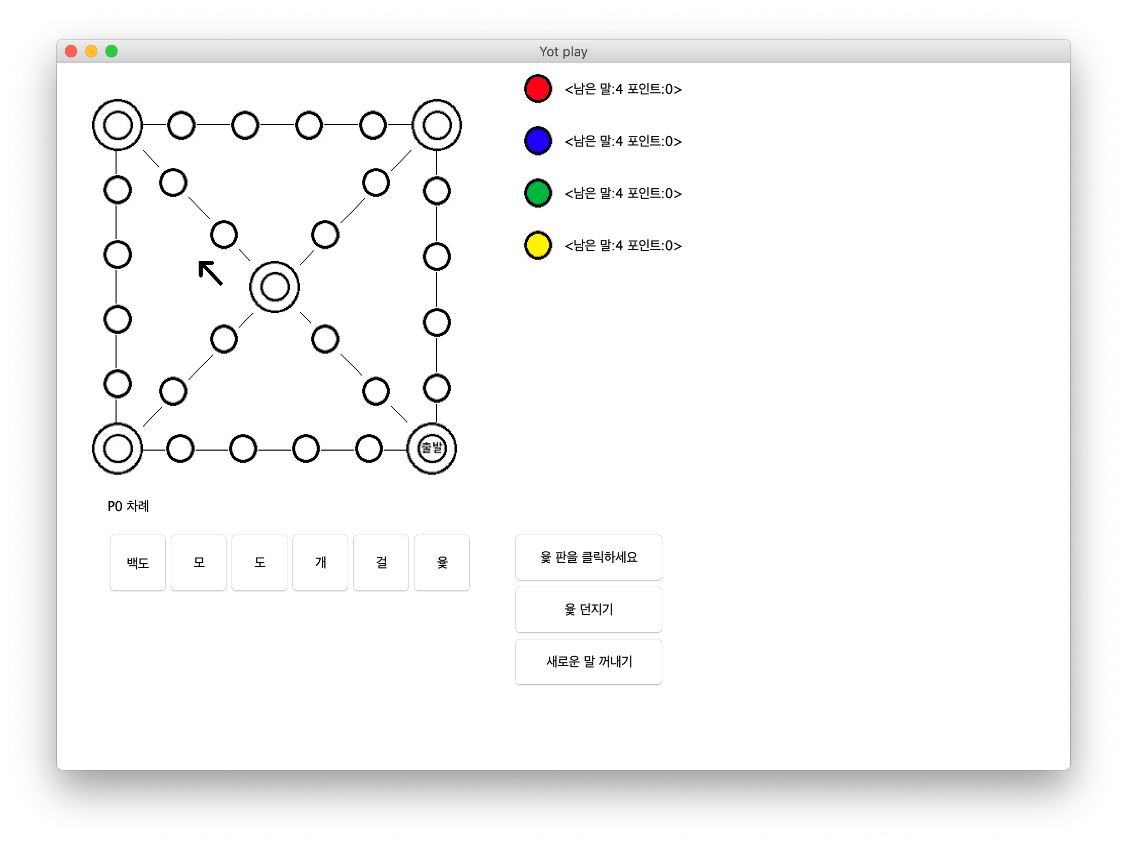 Yot play
<남은 말:4 포인트:0>
<남은 말:4 포인트:0>
<남은 말:4 포인트:0>
<남은 말:4 포인트:0>
출발
P0 차례
백도 모 도 개 걸 윷
윷 판을 클릭하세요
윷 던지기
새로운 말 꺼내기